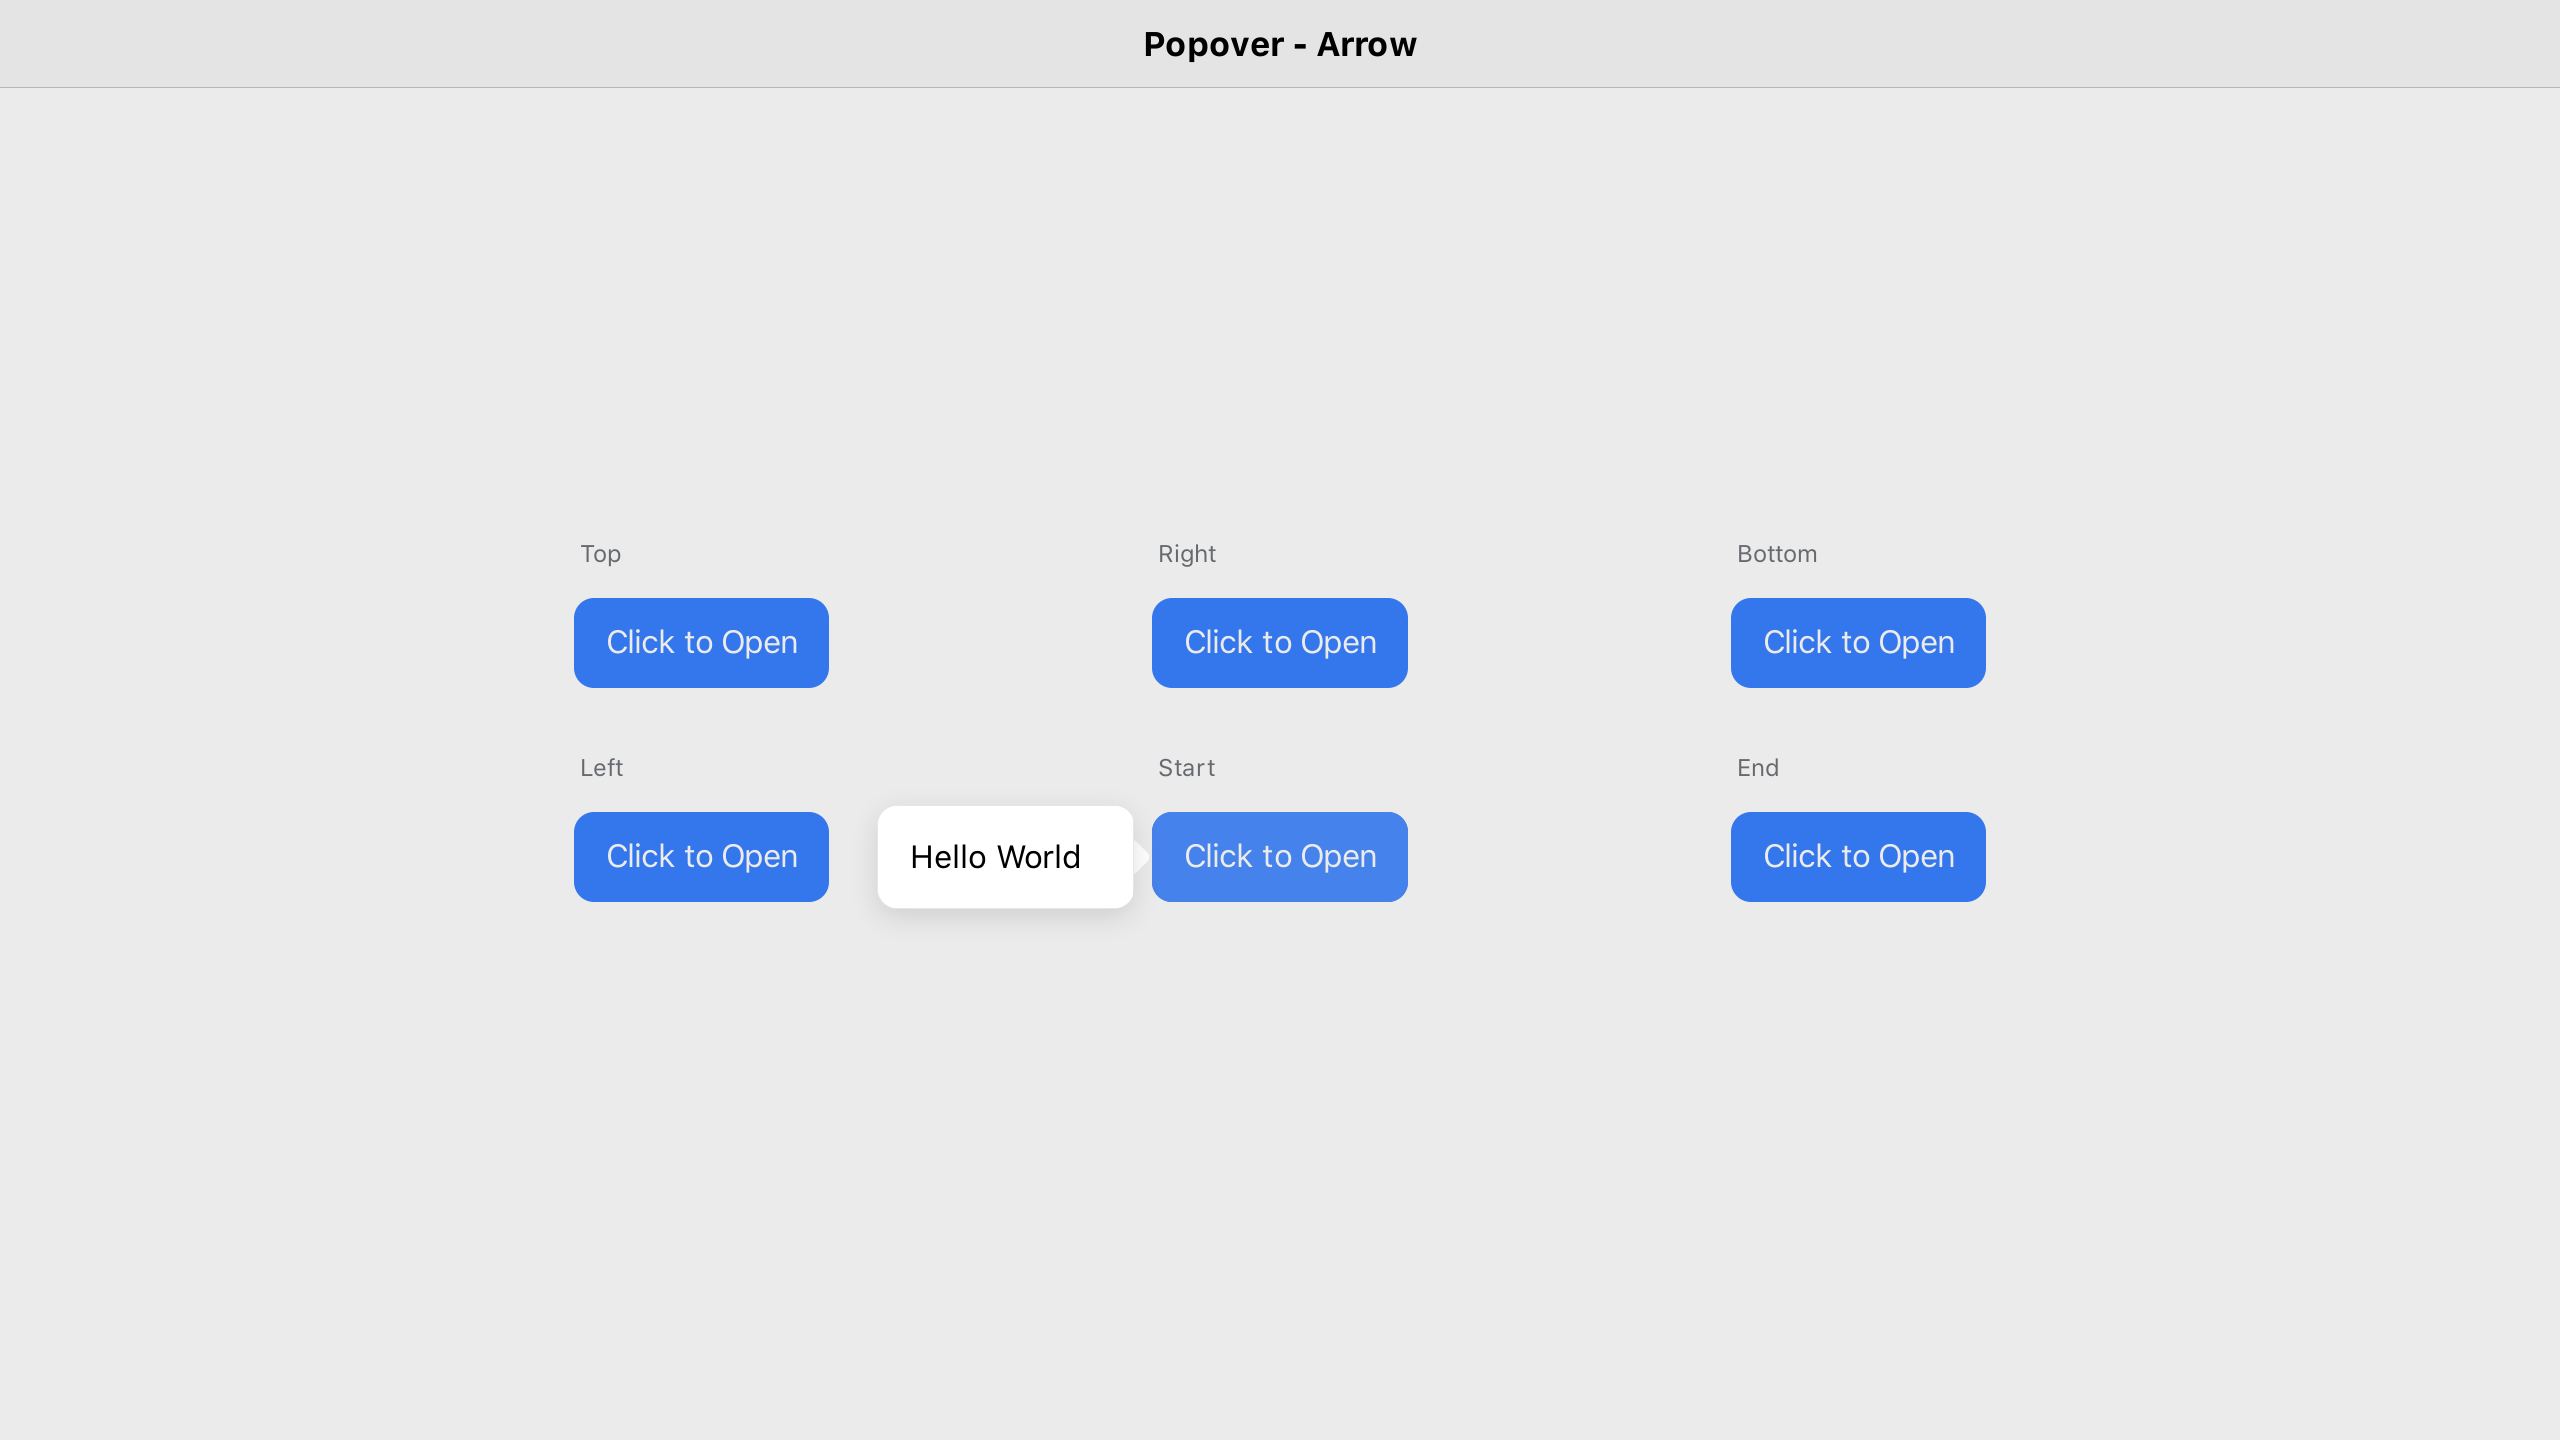 Popover - Arrow
Top
Right
Bottom
Click to Open
Click to Open
Click to Open
Left
Start
End
Click to Open
Hello World
Click to Open
Click to Open